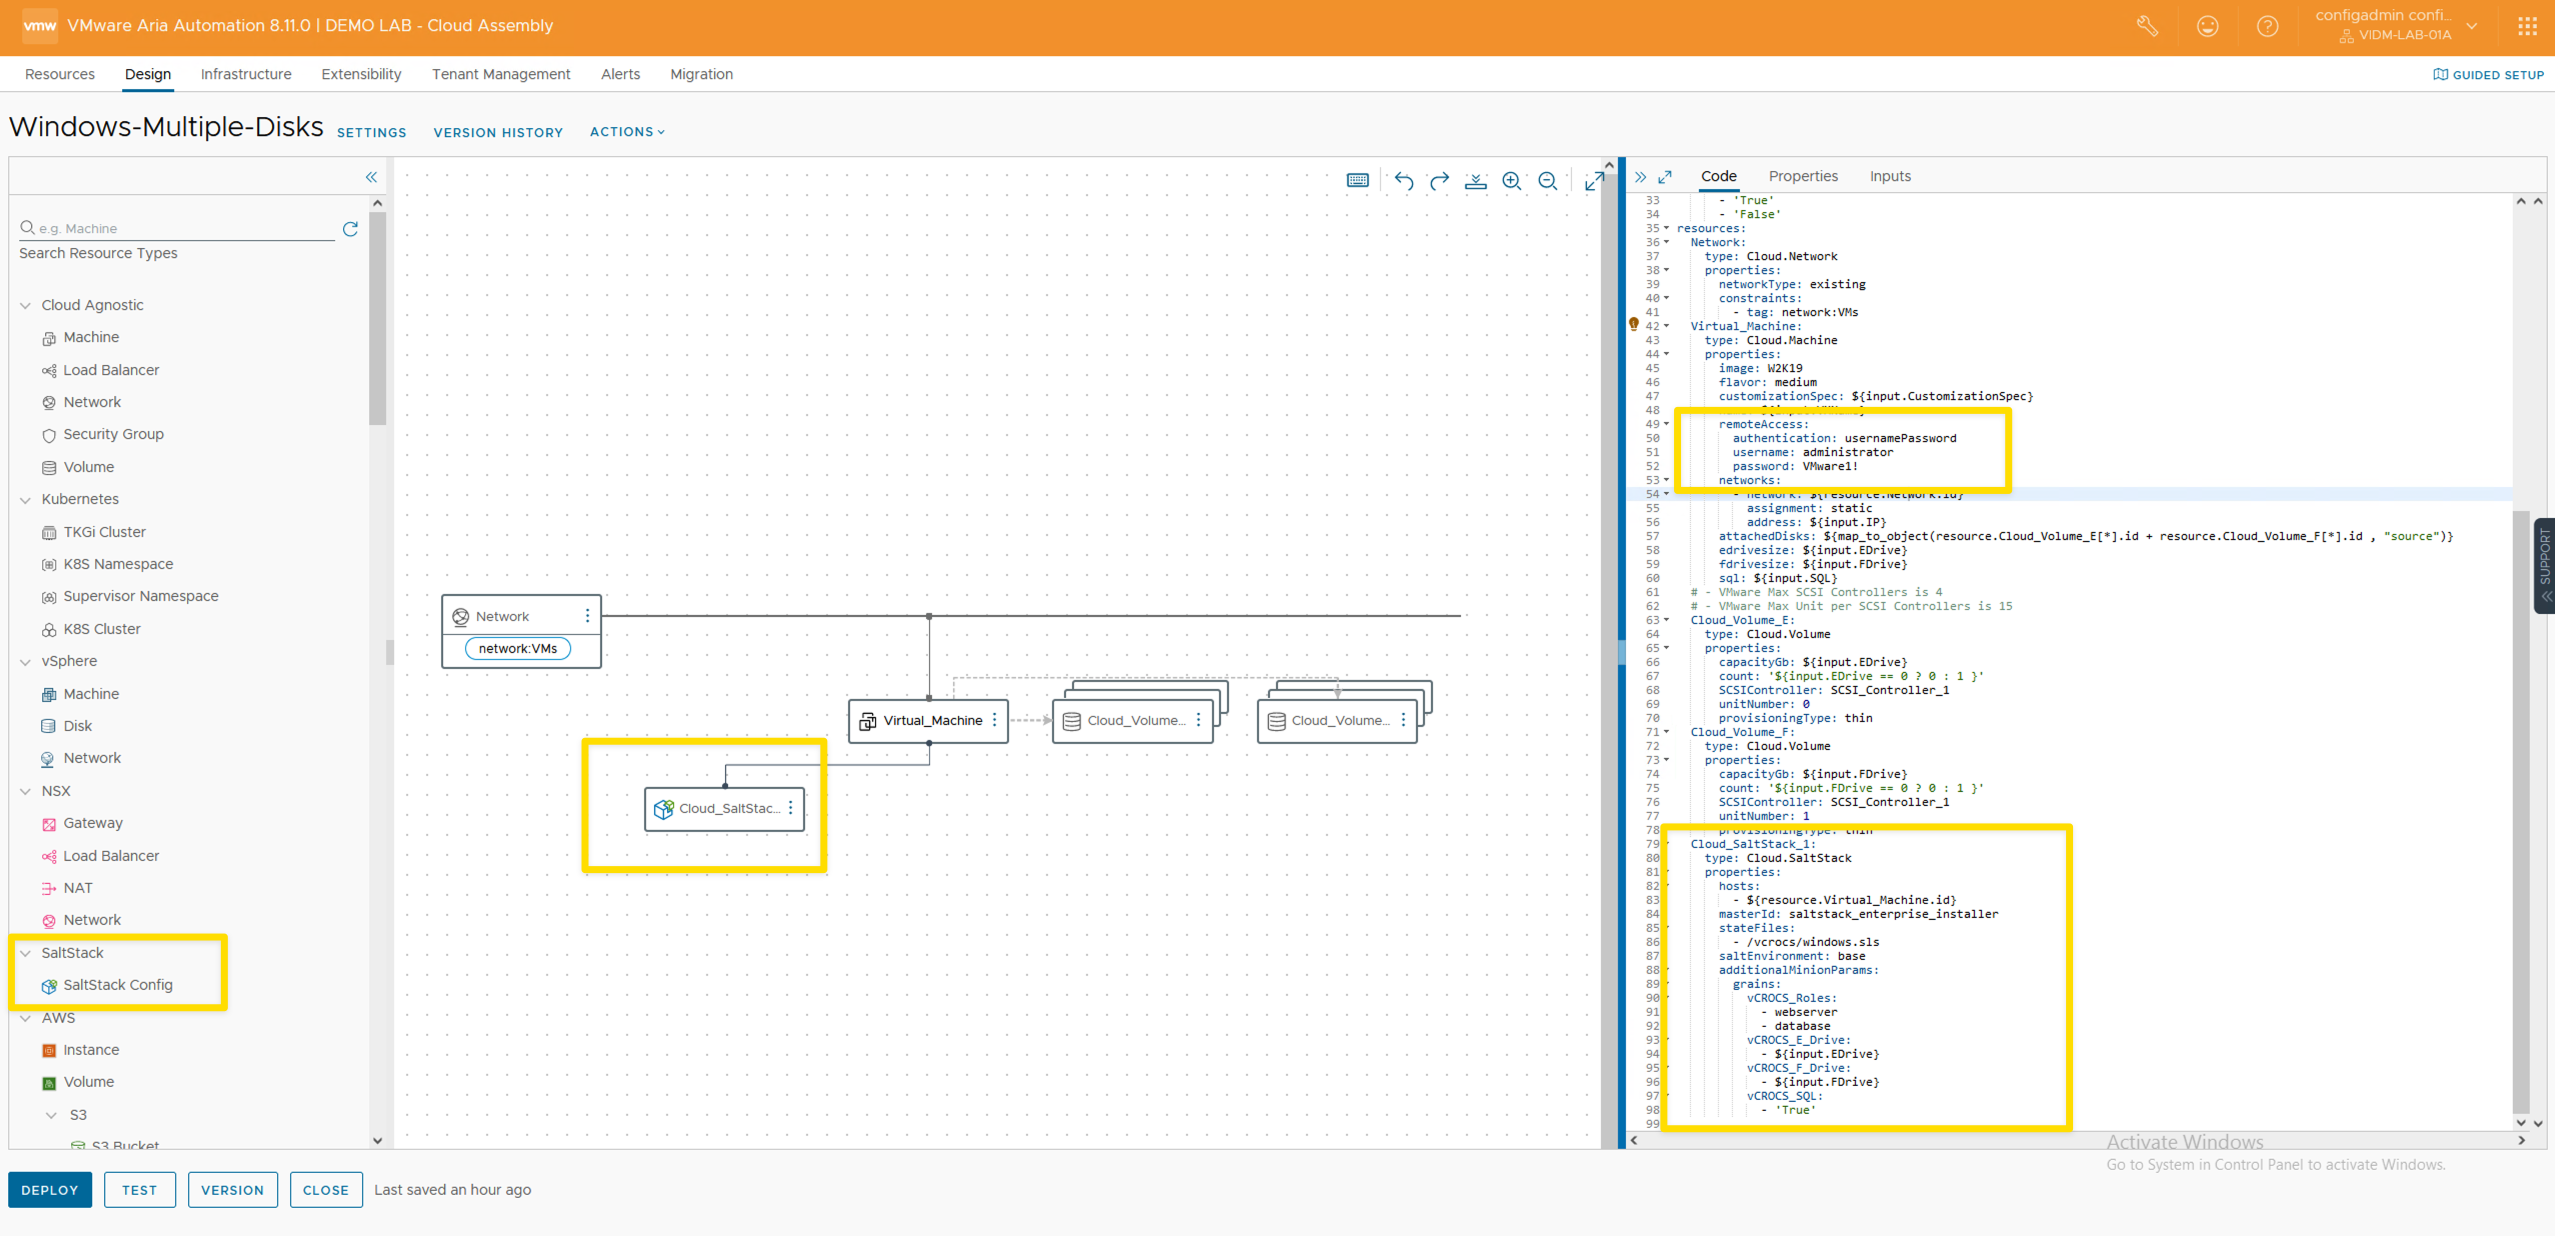 vmw VMware Aria Automation 8.11.0 | DEMO LAB - Cloud Assembly
configadmin confi...
VIDM-LAB-01A
Resources Design Infrastructure Extensibility Tenant Management Alerts Migration
GUIDED SETUP
Windows-Multiple-Disks SETTINGS VERSION HISTORY ACTIONS
e.g. Machine
Search Resource Types
Cloud Agnostic
Machine
Load Balancer
Network
Security Group
Volume
Kubernetes
TKGi Cluster
K8S Namespace
Supervisor Namespace
K8S Cluster
vSphere
Machine
Disk
Network
NSX
Gateway
Load Balancer
NAT
Network
SaltStack
SaltStack Config
AWS
Instance
Volume
S3
S3 Bucket
Network
network:VMs
Virtual_Machine
Cloud_Volume...
Cloud_Volume...
Cloud_SaltStac...
Code Properties Inputs
33 - 'True'
34 - 'False'
35 resources:
36 Network:
37 type: Cloud.Network
38 properties:
39 networkType: existing
40 constraints:
41 - tag: network:VMs
42 Virtual_Machine:
43 type: Cloud.Machine
44 properties:
45 image: W2K19
46 flavor: medium
47 customizationSpec: ${input.CustomizationSpec}
48
49 remoteAccess:
50 authentication: usernamePassword
51 username: administrator
52 password: VMware1!
53 networks:
54 - network: ${resource.Network.id}
55 assignment: static
56 address: ${input.IP}
57 attachedDisks: ${map_to_object(resource.Cloud_Volume_E[*].id + resource.Cloud_Volume_F[*].id , "source")}
58 edrivesize: ${input.EDrive}
59 fdrivesize: ${input.FDrive}
60 sql: ${input.SQL}
61 # - VMware Max SCSI Controllers is 4
62 # - VMware Max Unit per SCSI Controllers is 15
63 Cloud_Volume_E:
64 type: Cloud.Volume
65 properties:
66 capacityGb: ${input.EDrive}
67 count: '${input.EDrive == 0 ? 0 : 1 }'
68 SCSIController: SCSI_Controller_1
69 unitNumber: 0
70 provisioningType: thin
71 Cloud_Volume_F:
72 type: Cloud.Volume
73 properties:
74 capacityGb: ${input.FDrive}
75 count: '${input.FDrive == 0 ? 0 : 1 }'
76 SCSIController: SCSI_Controller_1
77 unitNumber: 1
78 provisioningType: thin
79 Cloud_SaltStack_1:
80 type: Cloud.SaltStack
81 properties:
82 hosts:
83 - ${resource.Virtual_Machine.id}
84 masterId: saltstack_enterprise_installer
85 stateFiles:
86 - /vcrocs/windows.sls
87 saltEnvironment: base
88 additionalMinionParams:
89 grains:
90 vCROCS_Roles:
91 - webserver
92 - database
93 vCROCS_E_Drive:
94 - ${input.EDrive}
95 vCROCS_F_Drive:
96 - ${input.FDrive}
97 vCROCS_SQL:
98 - 'True'
99
SUPPORT
Activate Windows
Go to System in Control Panel to activate Windows.
DEPLOY TEST VERSION CLOSE Last saved an hour ago